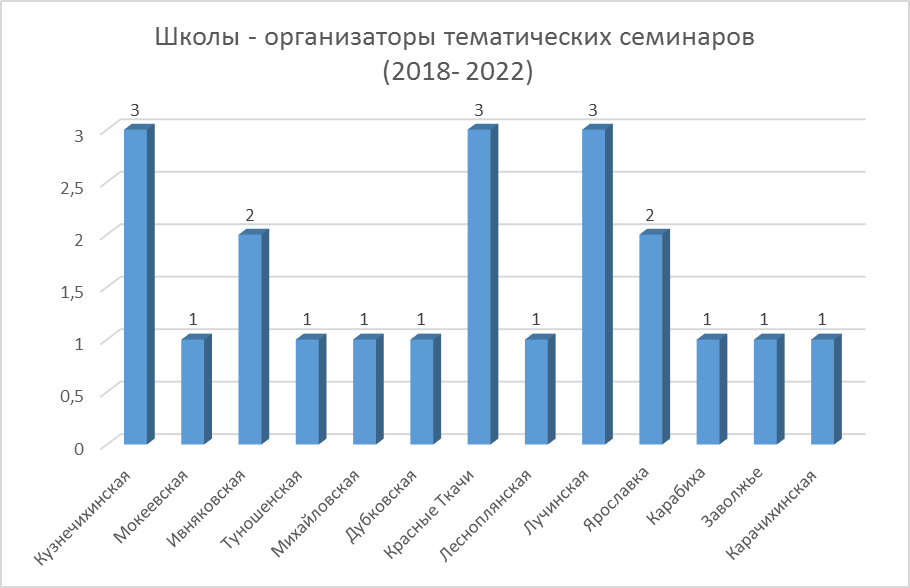 Школы - организаторы тематических семинаров
(2018- 2022)
3
2,5
2
1,5
1
0,5
0
3
1
2
1
1
1
3
1
3
2
1
1
1
Кузнечихинская
Мокеевская
Ивняковская
Туношенская
Михайловская
Дубковская
Красные Ткачи
Лесноплянская
Лучинская
Ярославка
Карабиха
Заволжье
Карачихинская